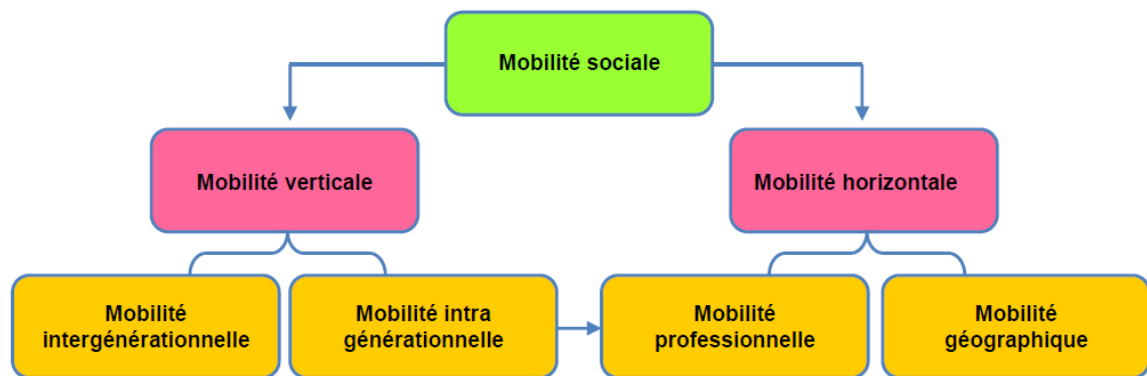 Mobilité sociale
Mobilité verticale
Mobilité horizontale
Mobilité
intergénérationnelle
Mobilité intra
générationnelle
Mobilité
professionnelle
Mobilité
géographique